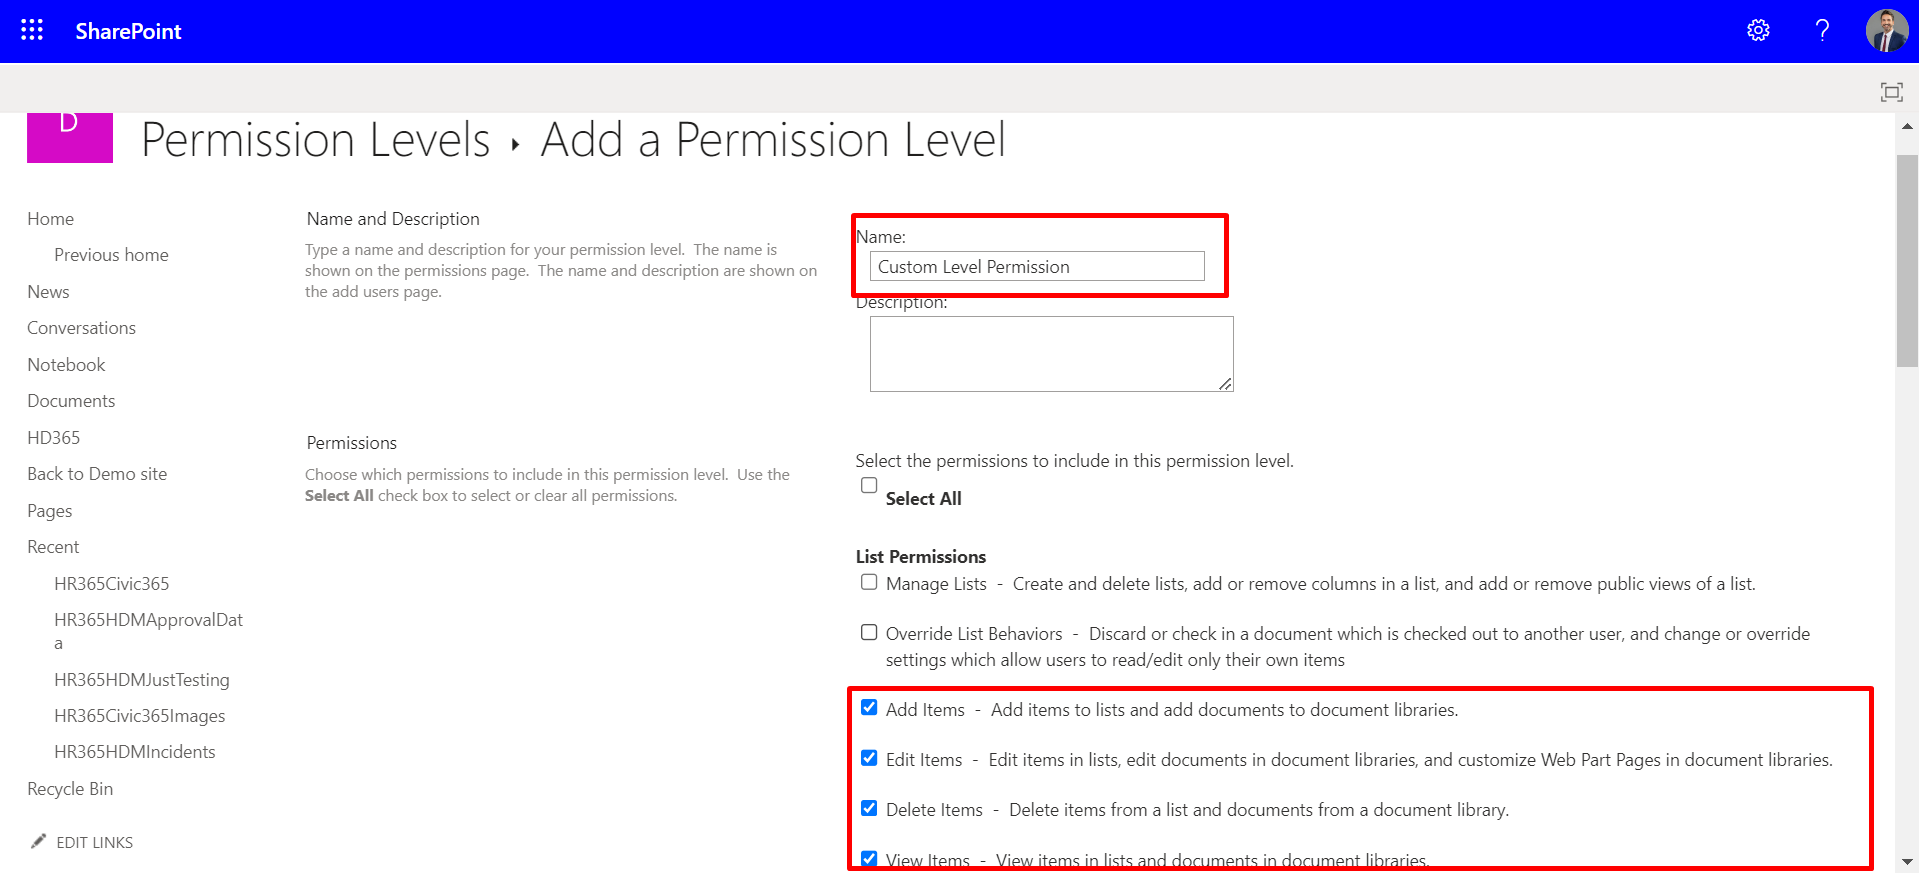 SharePoint
D
Permission Levels ▸ Add a Permission Level
Home
Previous home
News
Conversations
Notebook
Documents
HD365
Back to Demo site
Pages
Recent
HR365Civic365
HR365HDMApprovalDat
a
HR365HDMJustTesting
HR365Civic365Images
HR365HDMIncidents
Recycle Bin
EDIT LINKS
Name and Description
Type a name and description for your permission level.  The name is
shown on the permissions page.  The name and description are shown on
the add users page.
Name:
Custom Level Permission
Description:
Permissions
Choose which permissions to include in this permission level.  Use the
Select All check box to select or clear all permissions.
Select the permissions to include in this permission level.
Select All
List Permissions
Manage Lists  -  Create and delete lists, add or remove columns in a list, and add or remove public views of a list.
Override List Behaviors  -  Discard or check in a document which is checked out to another user, and change or override
settings which allow users to read/edit only their own items
Add Items  -  Add items to lists and add documents to document libraries.
Edit Items  -  Edit items in lists, edit documents in document libraries, and customize Web Part Pages in document libraries.
Delete Items  -  Delete items from a list and documents from a document library.
View Items  -  View items in lists and documents in document libraries.